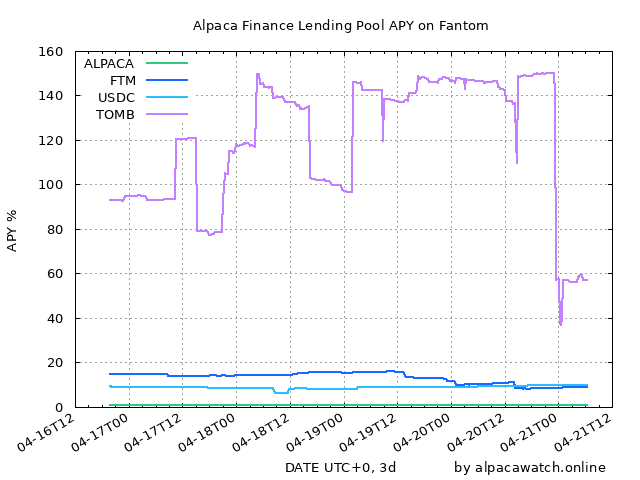 Alpaca Finance Lending Pool APY on Fantom
ALPACA
FTM
USDC
TOMB
APY %
160
140
120
100
80
60
40
20
0
04-16T12
04-17T00
04-17T12
04-18T00
04-18T12
04-19T00
04-19T12
04-20T00
04-20T12
04-21T00
04-21T12
DATE UTC+0, 3d
by alpacawatch.online